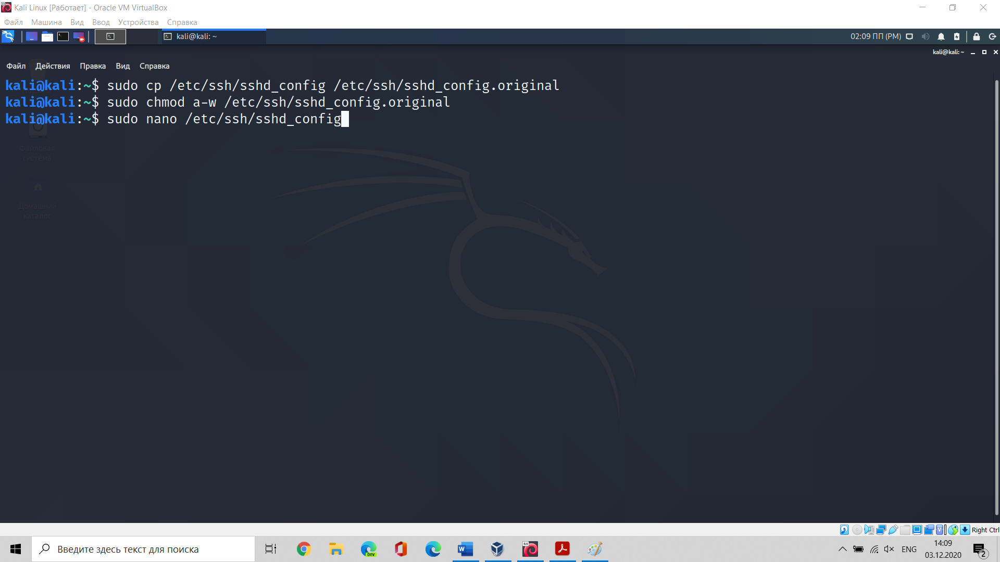 Kali Linux [Работает] - Oracle VM VirtualBox
Файл Машина Вид Ввод Устройства Справка
kali@kali: ~ 02:09 ПП (PM)
kali@kali: ~
Файл Действия Правка Вид Справка
kali@kali:~$ sudo cp /etc/ssh/sshd_config /etc/ssh/sshd_config.original
kali@kali:~$ sudo chmod a-w /etc/ssh/sshd_config.original
kali@kali:~$ sudo nano /etc/ssh/sshd_config
Файловая
система
Домашний
каталог
Right Ctrl
Введите здесь текст для поиска
DEV
ENG
14:09
03.12.2020
2